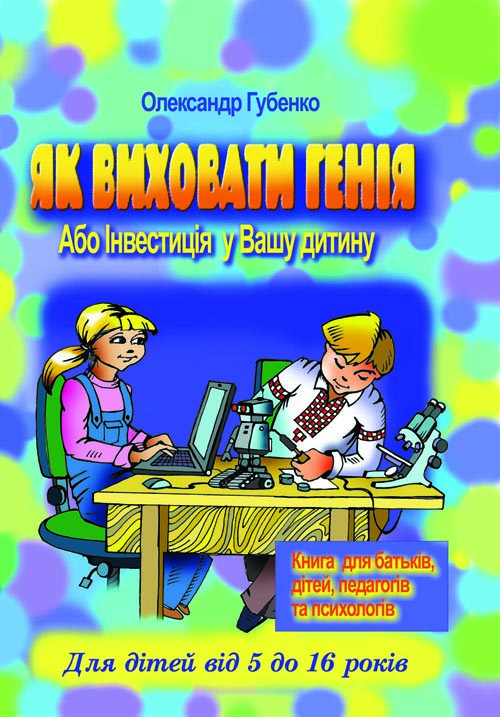 Олександр Губенко
ЯК ВИХОВАТИ ГЕНІЯ
Або Інвестиція у Вашу дитину
Книга для батьків,
дітей, педагогів
та психологів
Для дітей від 5 до 16 років